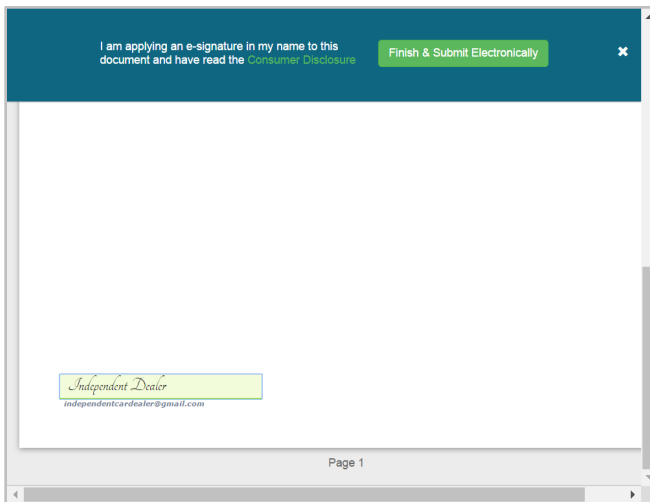 I am applying an e-signature in my name to this
document and have read the Consumer Disclosure
Finish & Submit Electronically
Independent Dealer
independentcardealer@gmail.com
Page 1